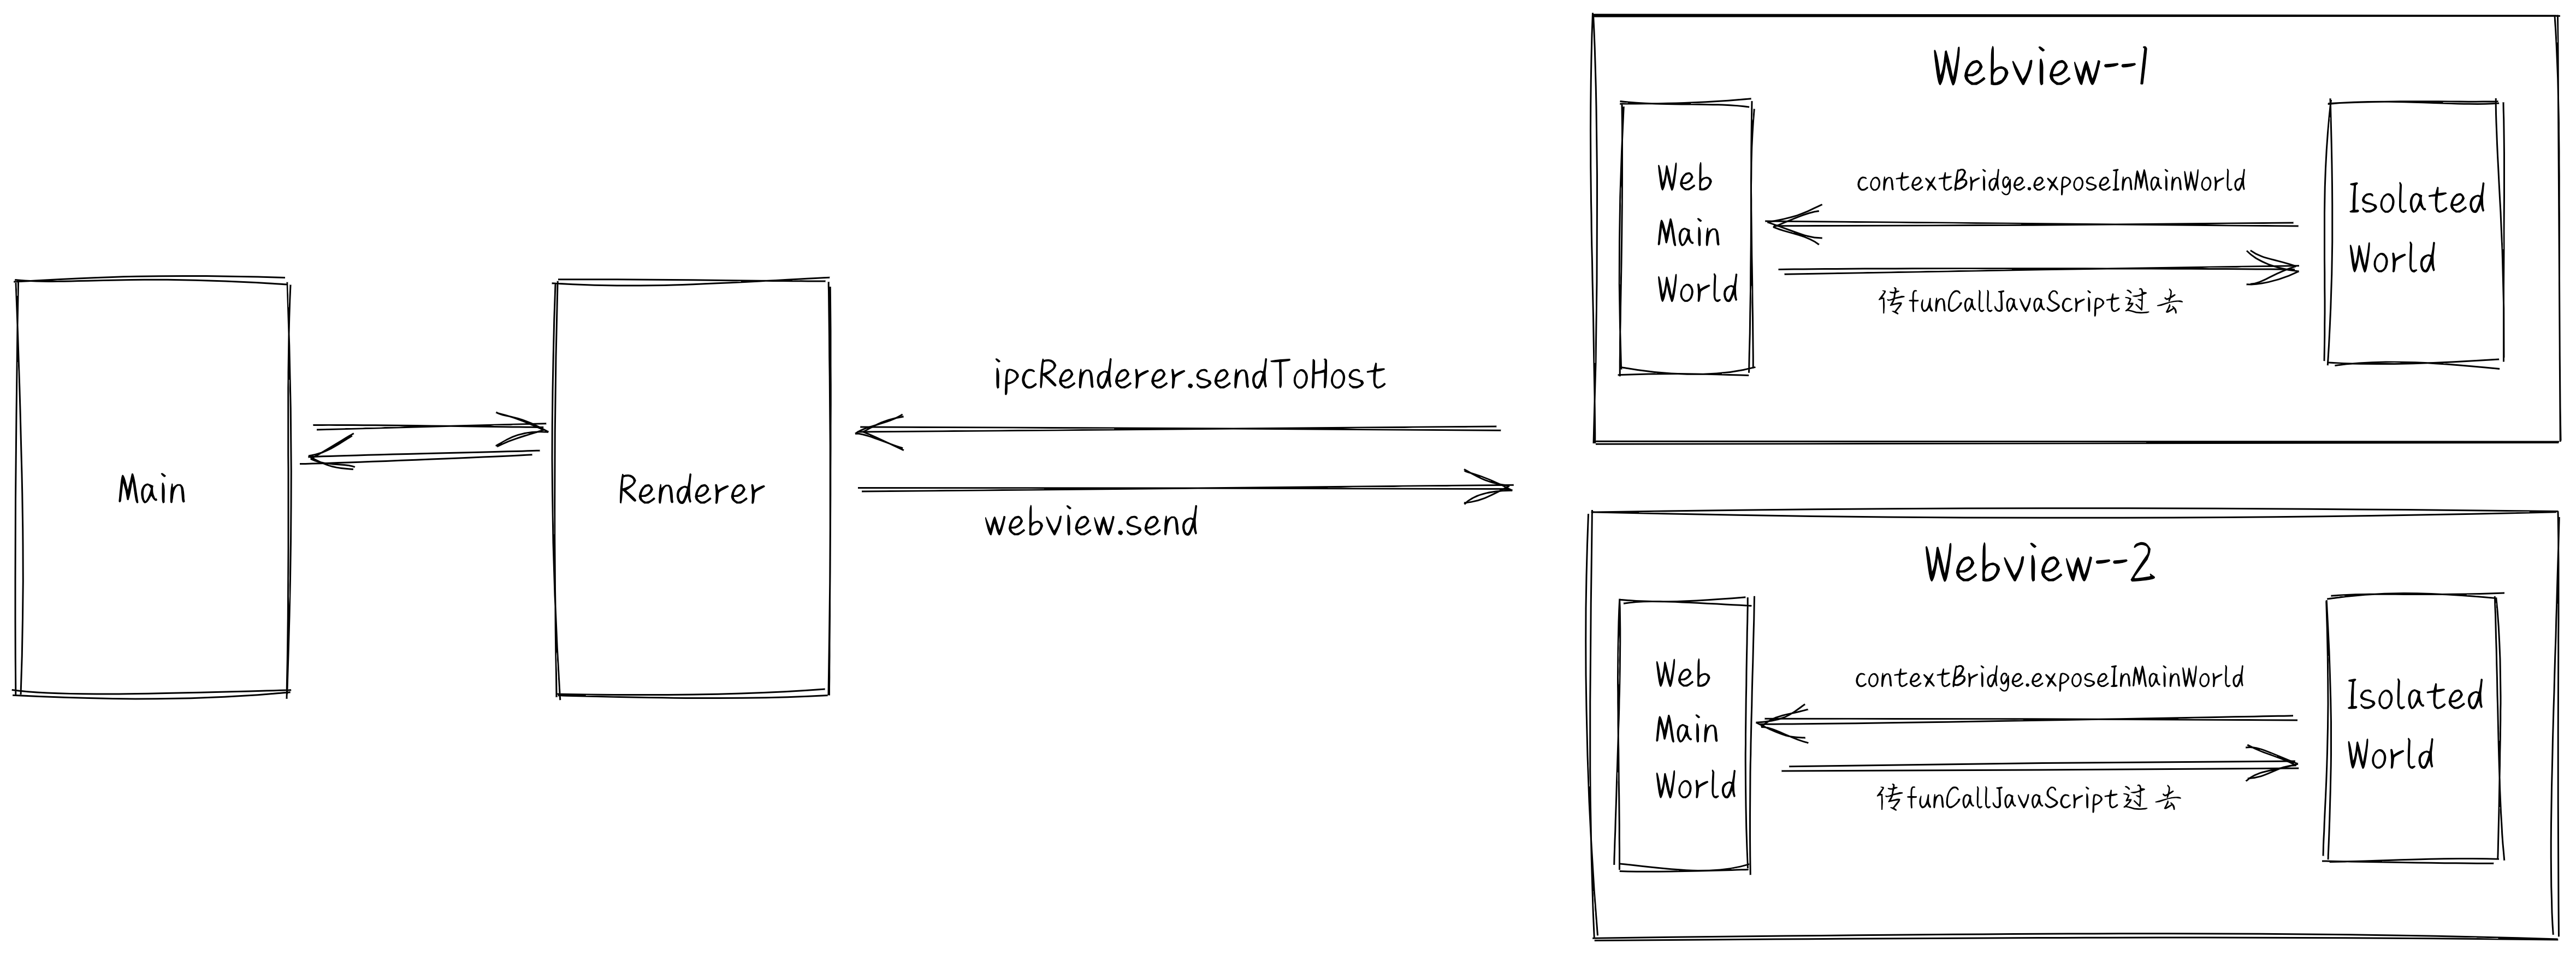 Main
Renderer
ipcRenderer.sendToHost
webview.send
Webview--1
Web
Main
World
contextBridge.exposeInMainWorld
传funCallJavaScript过去
Isolated
World
Webview--2
Web
Main
World
contextBridge.exposeInMainWorld
传funCallJavaScript过去
Isolated
World